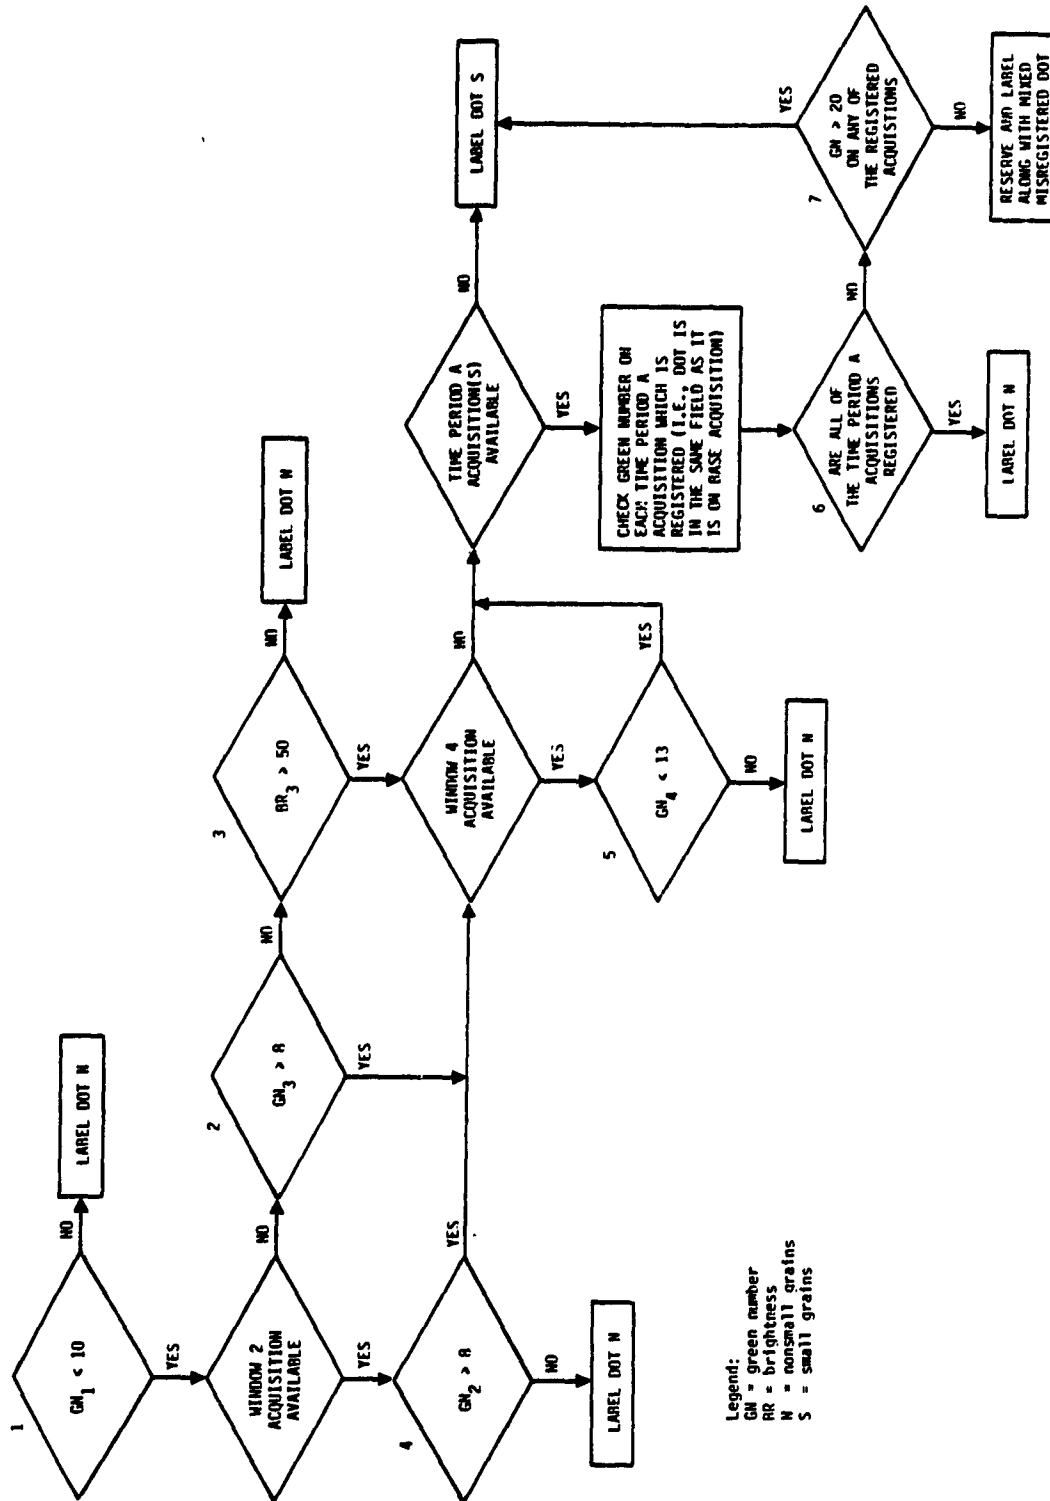 1
GN1 < 10
NO
LABEL DOT N
YES
WINDOW 2
ACQUISITION
AVAILABLE
NO
2
GN3 > 8
NO
3
BR3 > 50
NO
LABEL DOT N
YES
YES
YES
4
GN2 > 8
YES
NO
LABEL DOT N
WINDOW 4
ACQUISITION
AVAILABLE
NO
YES
5
GN4 < 13
YES
NO
LABEL DOT N
TIME PERIOD A
ACQUISITION(S)
AVAILABLE
NO
LABEL DOT S
YES
CHECK GREEN NUMBER ON
EACH TIME PERIOD A
ACQUISITION WHICH IS
REGISTERED (I.E., DOT IS
IN THE SAME FIELD AS IT
IS ON BASE ACQUISITION)
6
ARE ALL OF
THE TIME PERIOD A
ACQUISITIONS
REGISTERED
NO
YES
LABEL DOT N
7
GN > 20
ON ANY OF
THE REGISTERED
ACQUISTIONS
YES
NO
RESERVE AND LABEL
ALONG WITH MIXED
MISREGISTERED DOT
Legend:
GN = green number
BR = brightness
N = nonsmall grains
S = small grains